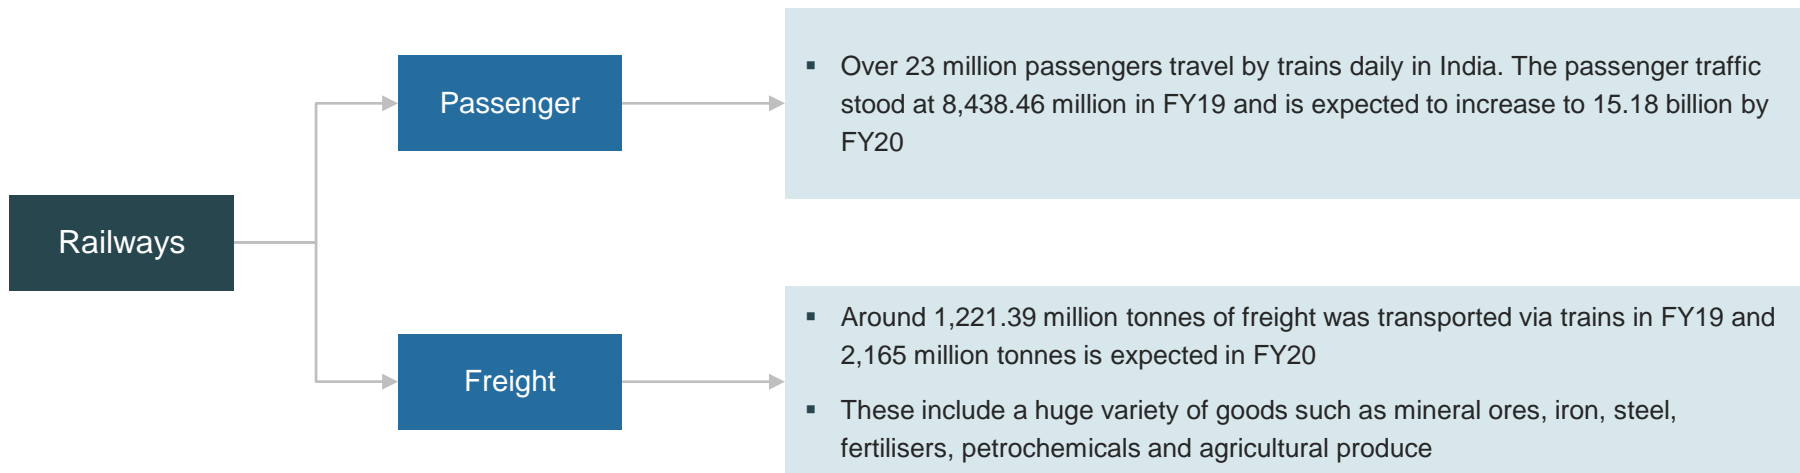 Railways
Passenger
▪ Over 23 million passengers travel by trains daily in India. The passenger traffic
stood at 8,438.46 million in FY19 and is expected to increase to 15.18 billion by
FY20
Freight
▪ Around 1,221.39 million tonnes of freight was transported via trains in FY19 and
2,165 million tonnes is expected in FY20
▪ These include a huge variety of goods such as mineral ores, iron, steel,
fertilisers, petrochemicals and agricultural produce